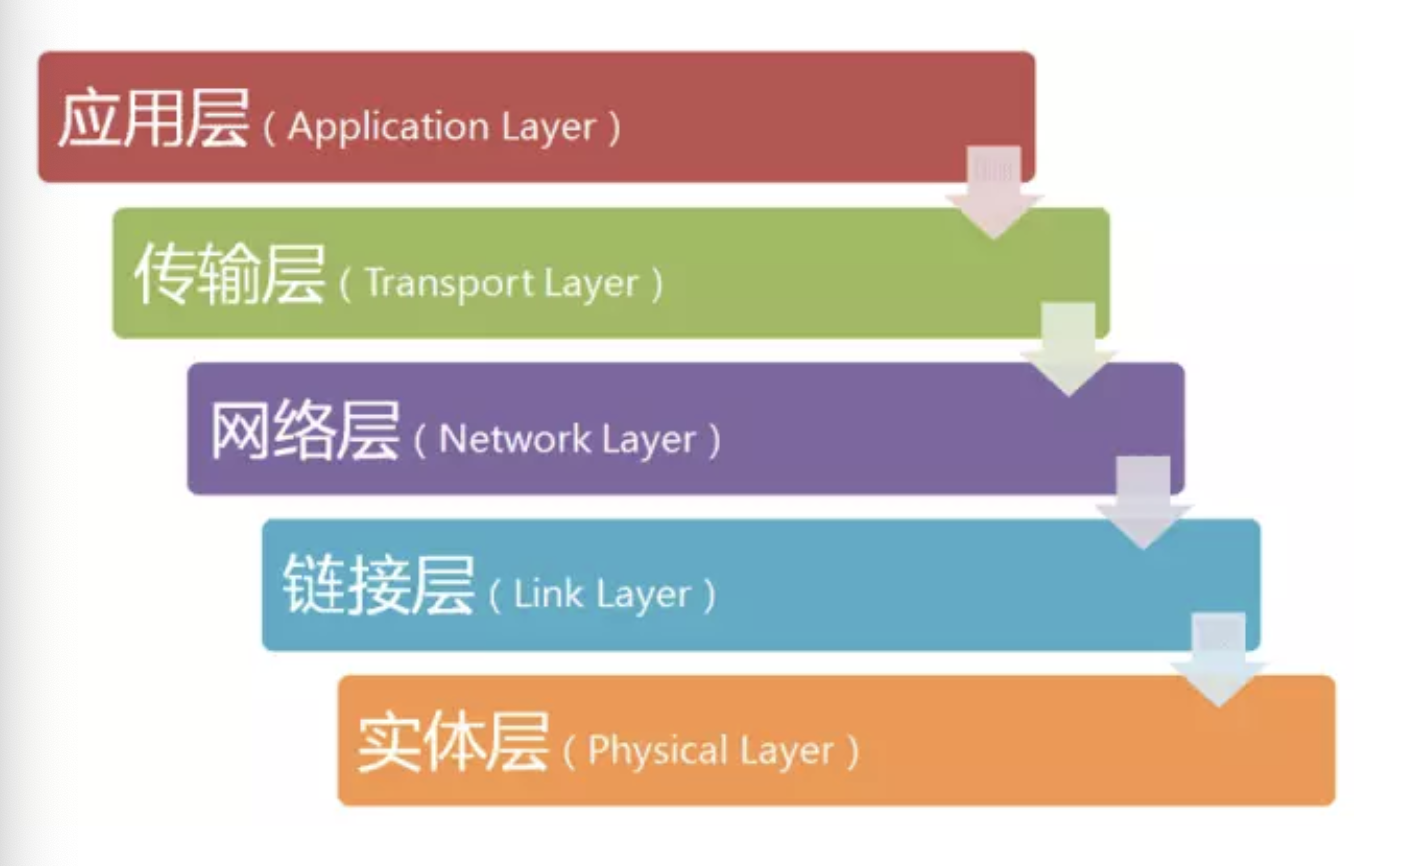 应用层 ( Application Layer )
传输层 ( Transport Layer )
网络层 ( Network Layer )
链接层 ( Link Layer )
实体层 ( Physical Layer )